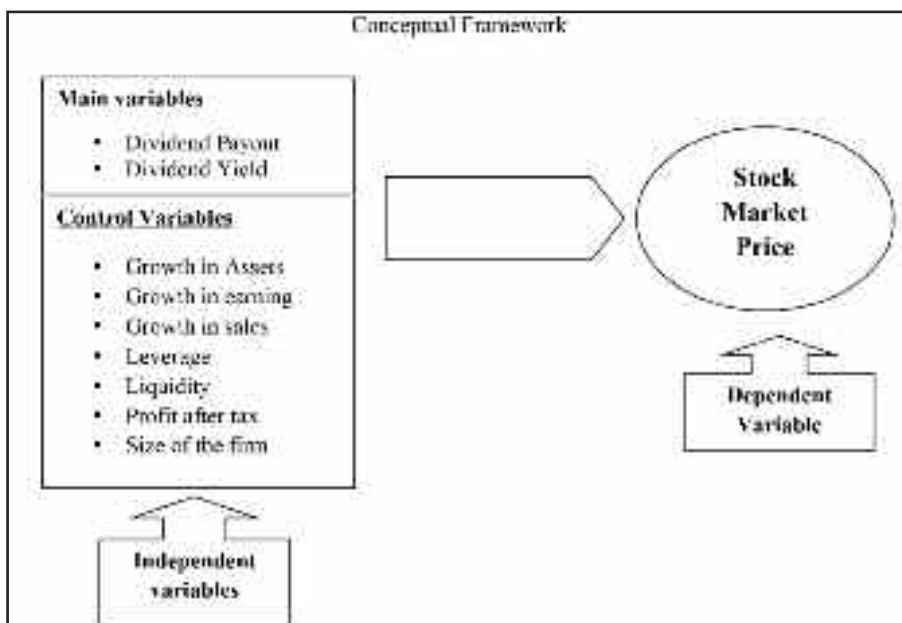 Conceptual Framework
Main variables
• Dividend Payout
• Dividend Yield
Control Variables
• Growth in Assets
• Growth in earning
• Growth in sales
• Leverage
• Liquidity
• Profit after tax
• Size of the firm
Independent
variables
Stock
Market
Price
Dependent
Variable